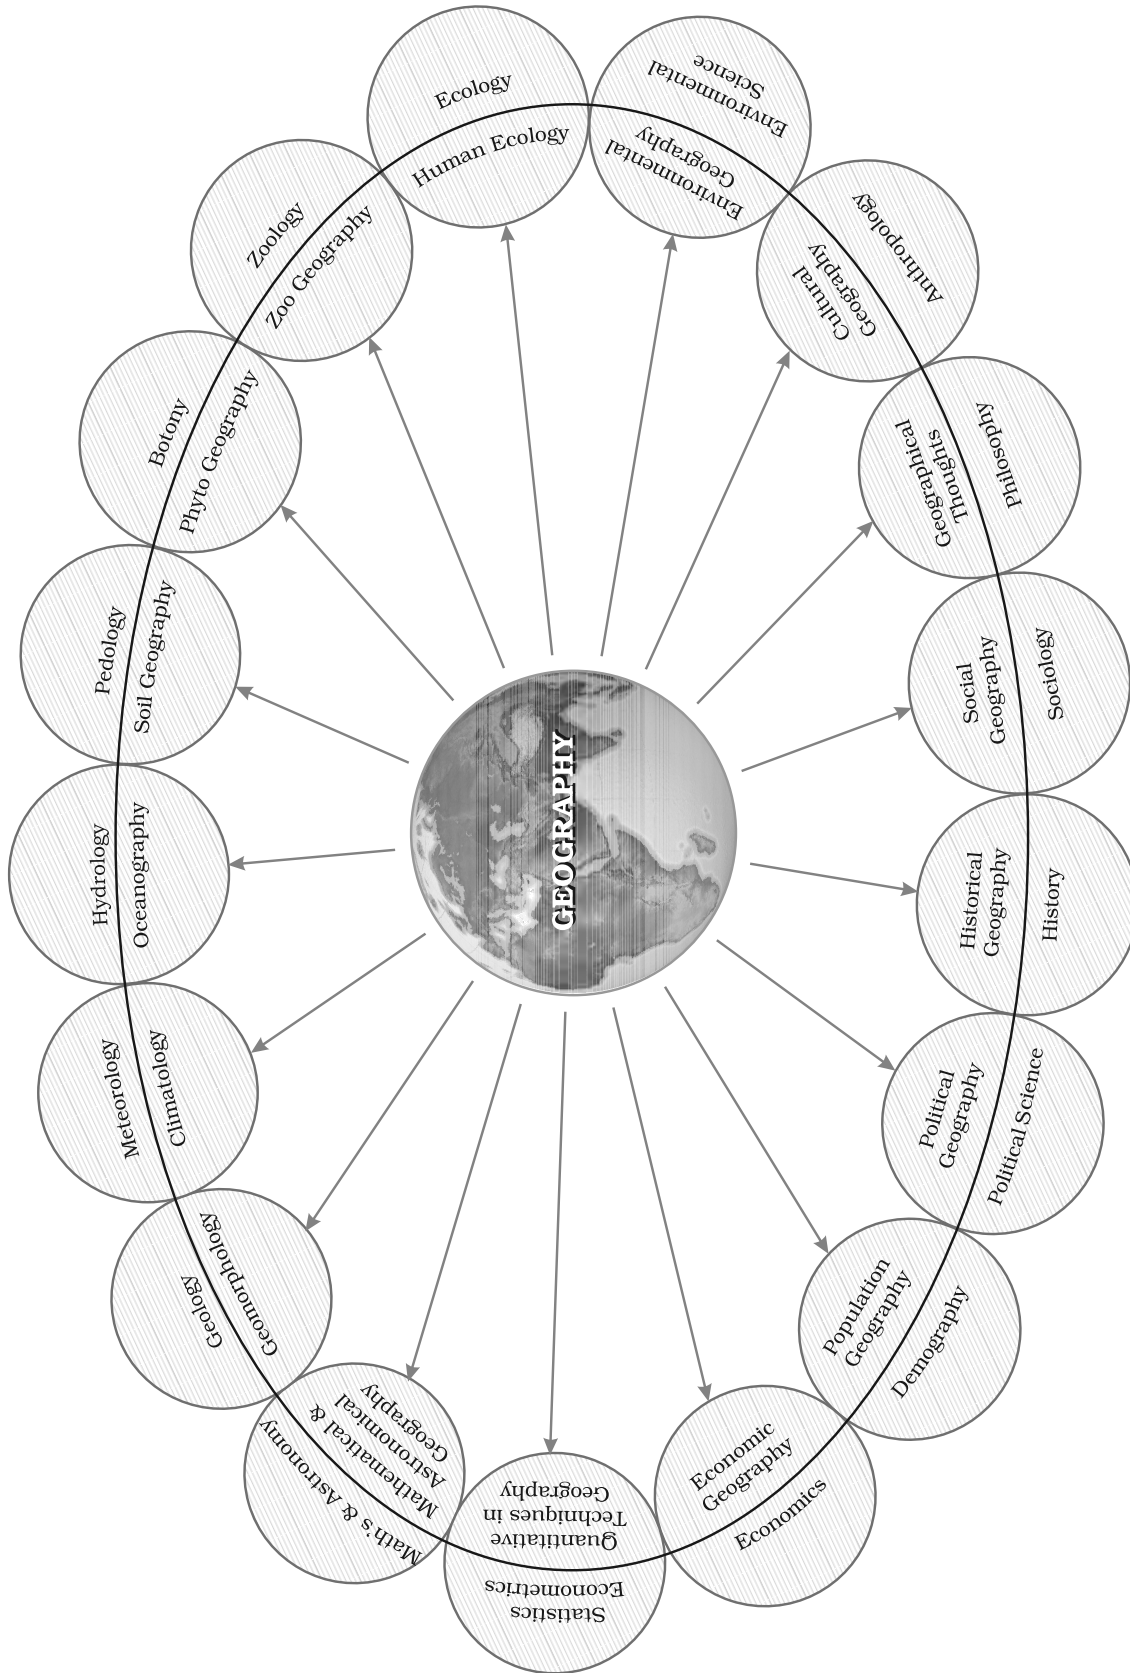 GEOGRAPHY
Ecology
Human Ecology
Environmental
Science
Environmental
Geography
Anthropology
Cultural
Geography
Philosophy
Geographical
Thoughts
Sociology
Social
Geography
History
Historical
Geography
Political Science
Political
Geography
Demography
Population
Geography
Economics
Economic
Geography
Statistics
Econometrics
Quantitative
Techniques in
Geography
Math's & Astronomy
Mathematical &
Astronomical
Geography
Geology
Geomorphology
Meteorology
Climatology
Hydrology
Oceanography
Pedology
Soil Geography
Botony
Phyto Geography
Zoology
Zoo Geography